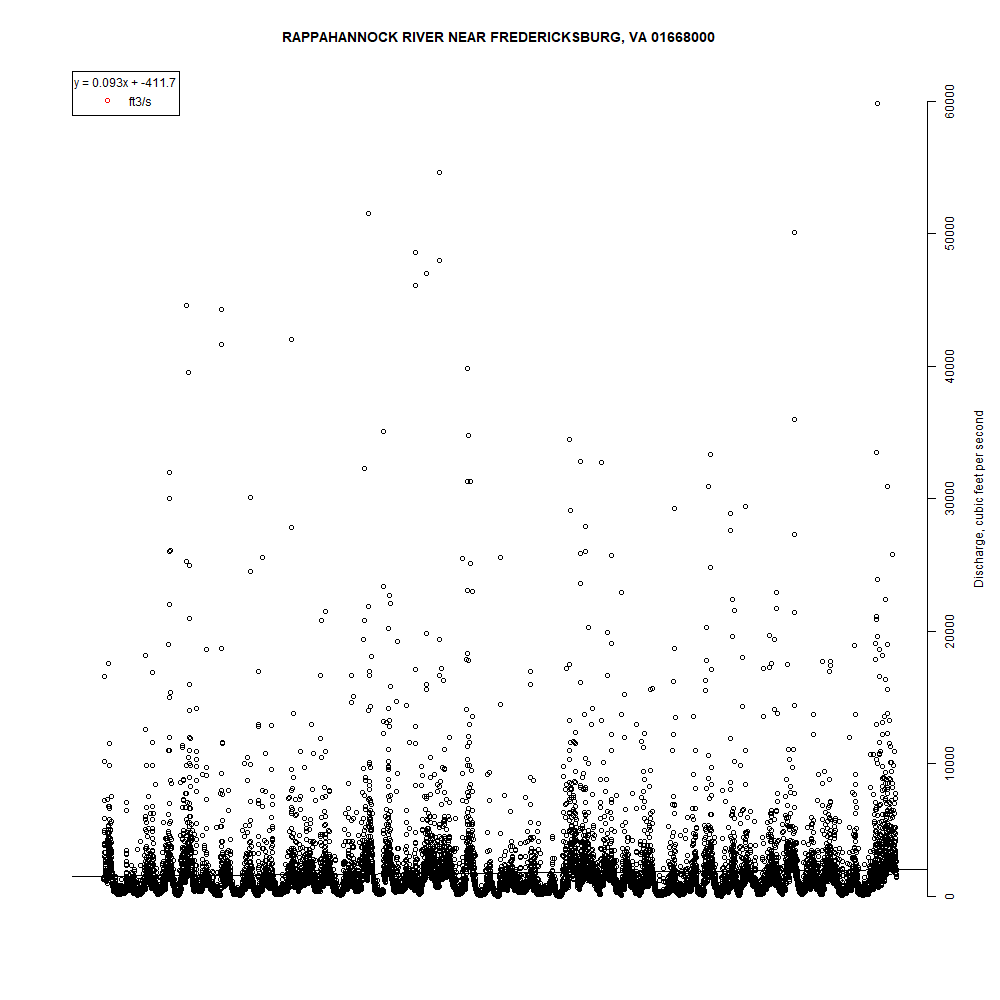 RAPPAHANNOCK RIVER NEAR FREDERICKSBURG, VA 01668000
y = 0.093x + -411.7
ft3/s
60000
50000
40000
30000
20000
10000
0
Discharge, cubic feet per second